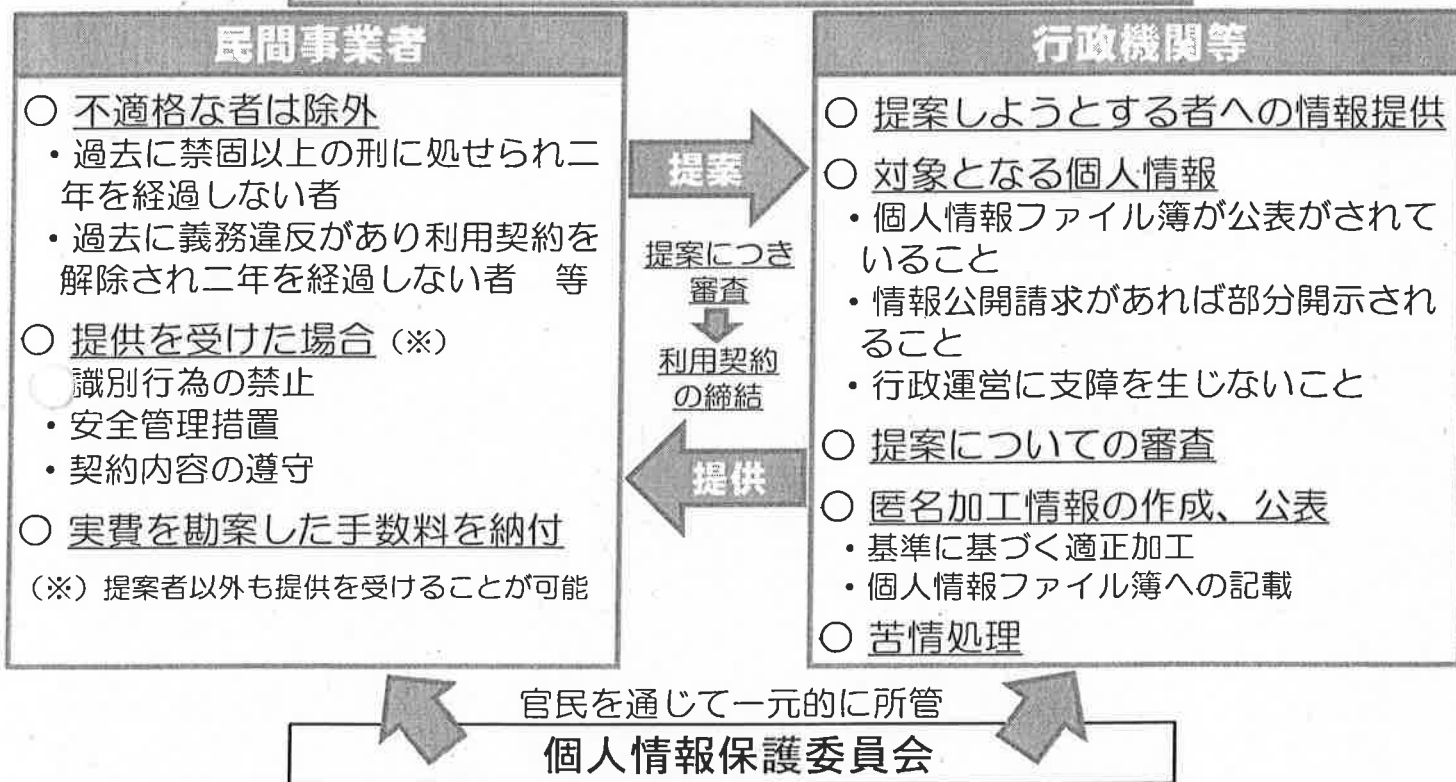 民間事業者
○ 不適格な者は除外
・過去に禁固以上の刑に処せられ二
年を経過しない者
・過去に義務違反があり利用契約を
解除され二年を経過しない者　等
○ 提供を受けた場合（※）
識別行為の禁止
・安全管理措置
・契約内容の遵守
○ 実費を勘案した手数料を納付
（※）提案者以外も提供を受けることが可能
提案
提案につき
審査
利用契約
の締結
提供
行政機関等
○ 提案しようとする者への情報提供
○ 対象となる個人情報
・個人情報ファイル簿が公表がされて
いること
・情報公開請求があれば部分開示され
ること
・行政運営に支障を生じないこと
○ 提案についての審査
○ 匿名加工情報の作成、公表
・基準に基づく適正加工
・個人情報ファイル簿への記載
○ 苦情処理
官民を通じて一元的に所管
個人情報保護委員会